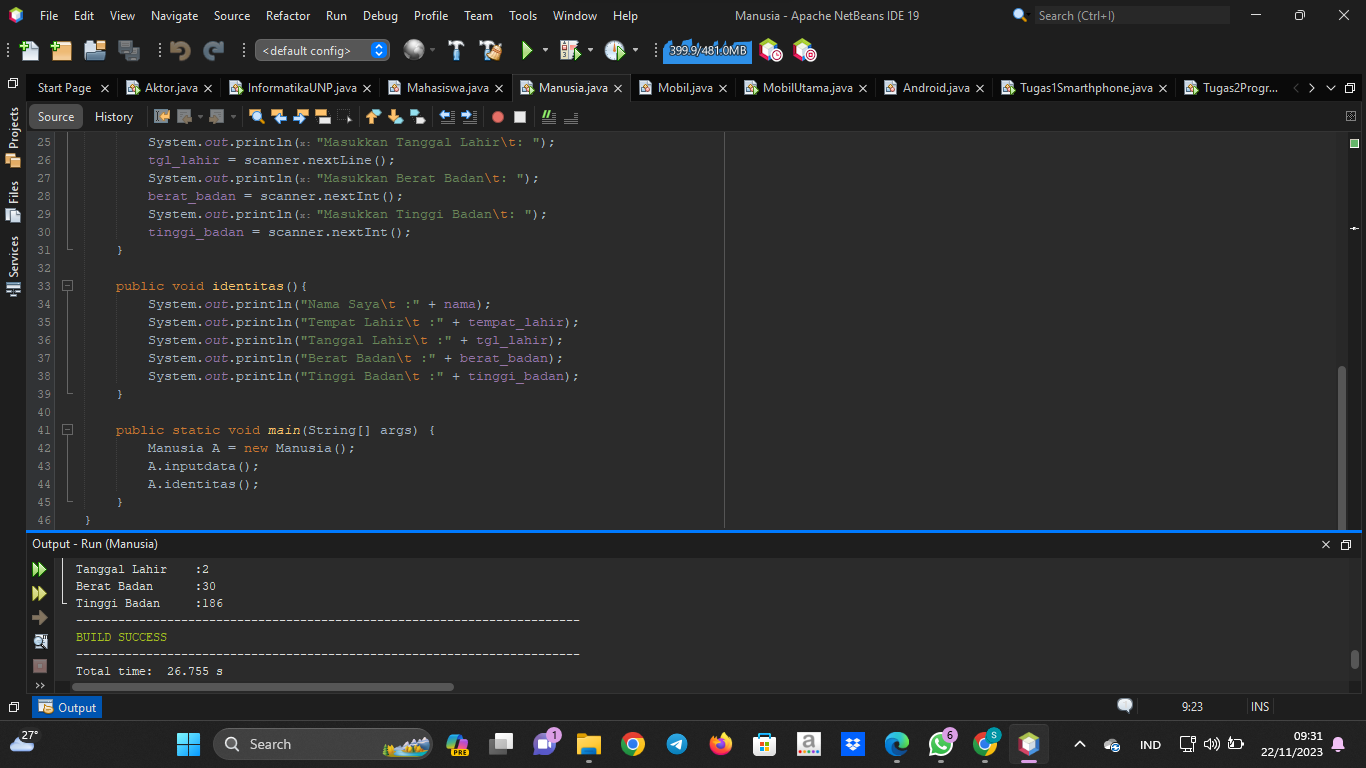 File Edit View Navigate Source Refactor Run Debug Profile Team Tools Window Help Manusia - Apache NetBeans IDE 19 Search (Ctrl+I)
<default config> 399.9/481.0MB
Start Page Aktor.java InformatikaUNP.java Mahasiswa.java Manusia.java Mobil.java MobilUtama.java Android.java Tugas1Smarthphone.java Tugas2Progr...
Source History
Projects
Files
Services
25 System.out.println(x: "Masukkan Tanggal Lahir\t: ");
26 tgl_lahir = scanner.nextLine();
27 System.out.println(x: "Masukkan Berat Badan\t: ");
28 berat_badan = scanner.nextInt();
29 System.out.println(x: "Masukkan Tinggi Badan\t: ");
30 tinggi_badan = scanner.nextInt();
31 }
32
33 public void identitas(){
34 System.out.println("Nama Saya\t :" + nama);
35 System.out.println("Tempat Lahir\t :" + tempat_lahir);
36 System.out.println("Tanggal Lahir\t :" + tgl_lahir);
37 System.out.println("Berat Badan\t :" + berat_badan);
38 System.out.println("Tinggi Badan\t :" + tinggi_badan);
39 }
40
41 public static void main(String[] args) {
42 Manusia A = new Manusia();
43 A.inputdata();
44 A.identitas();
45 }
46 }
Output - Run (Manusia)
Tanggal Lahir :2
Berat Badan :30
Tinggi Badan :186
------------------------------------------------------------------------
BUILD SUCCESS
------------------------------------------------------------------------
Total time: 26.755 s
Output 9:23 INS
27° Search PRE 1 a 6 S IND 09:31
22/11/2023